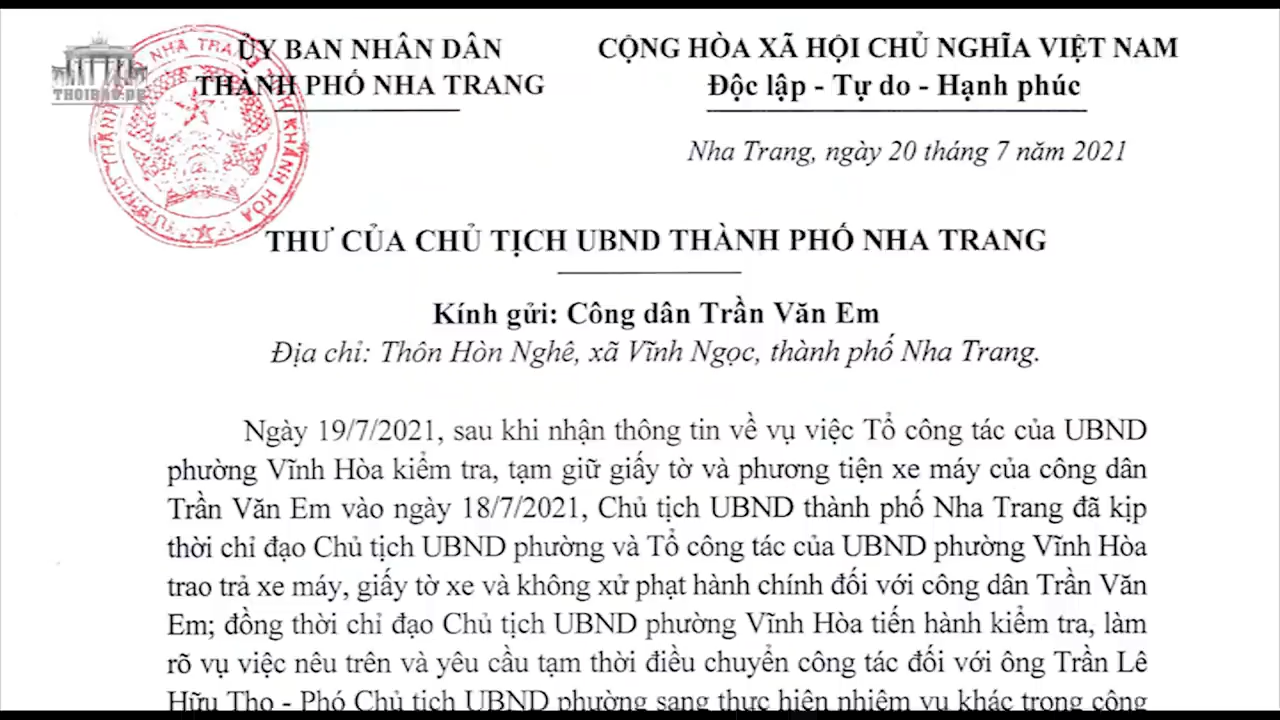 THOIBAO.DE
ỦY BAN NHÂN DÂN
THÀNH PHỐ NHA TRANG
CỘNG HÒA XÃ HỘI CHỦ NGHĨA VIỆT NAM
Độc lập - Tự do - Hạnh phúc
Nha Trang, ngày 20 tháng 7 năm 2021
THƯ CỦA CHỦ TỊCH UBND THÀNH PHỐ NHA TRANG
Kính gửi: Công dân Trần Văn Em
Địa chỉ: Thôn Hòn Nghê, xã Vĩnh Ngọc, thành phố Nha Trang.
Ngày 19/7/2021, sau khi nhận thông tin về vụ việc Tổ công tác của UBND
phường Vĩnh Hòa kiểm tra, tạm giữ giấy tờ và phương tiện xe máy của công dân
Trần Văn Em vào ngày 18/7/2021, Chủ tịch UBND thành phố Nha Trang đã kịp
thời chỉ đạo Chủ tịch UBND phường và Tổ công tác của UBND phường Vĩnh Hòa
trao trả xe máy, giấy tờ xe và không xử phạt hành chính đối với công dân Trần Văn
Em; đồng thời chỉ đạo Chủ tịch UBND phường Vĩnh Hòa tiến hành kiểm tra, làm
rõ vụ việc nêu trên và yêu cầu tạm thời điều chuyển công tác đối với ông Trần Lê
Hữu Thọ - Phó Chủ tịch UBND phường sang thực hiện nhiệm vụ khác trong công